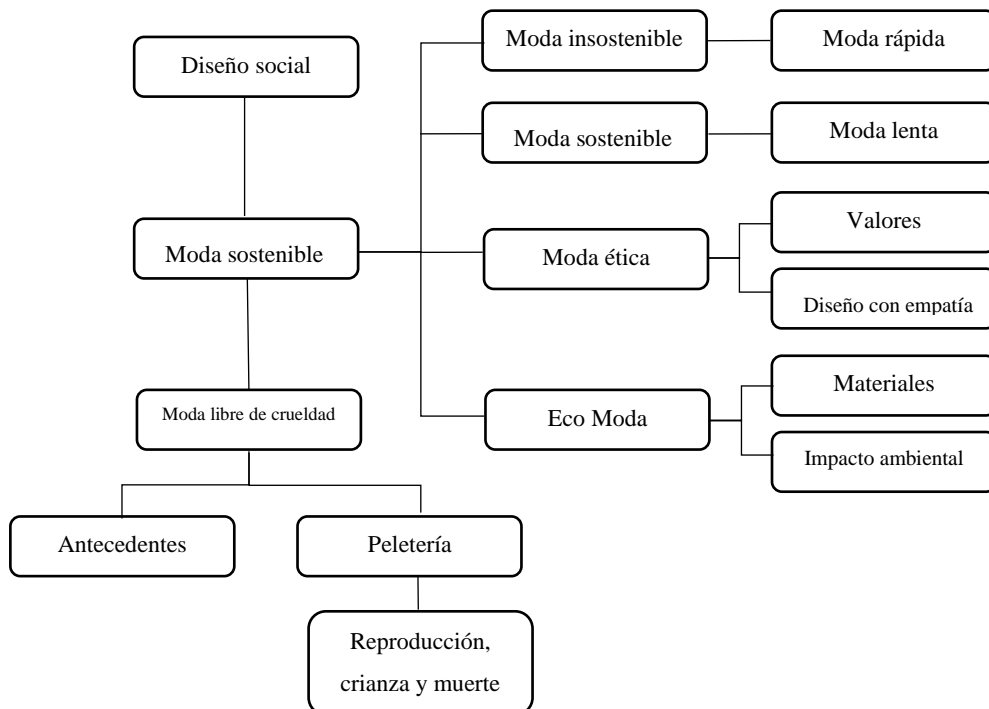 Moda insostenible
Moda rápida
Diseño social
Moda sostenible
Moda lenta
Valores
Moda sostenible
Moda ética
Diseño con empatía
Materiales
Moda libre de crueldad
Eco Moda
Impacto ambiental
Antecedentes
Peletería
Reproducción,
crianza y muerte